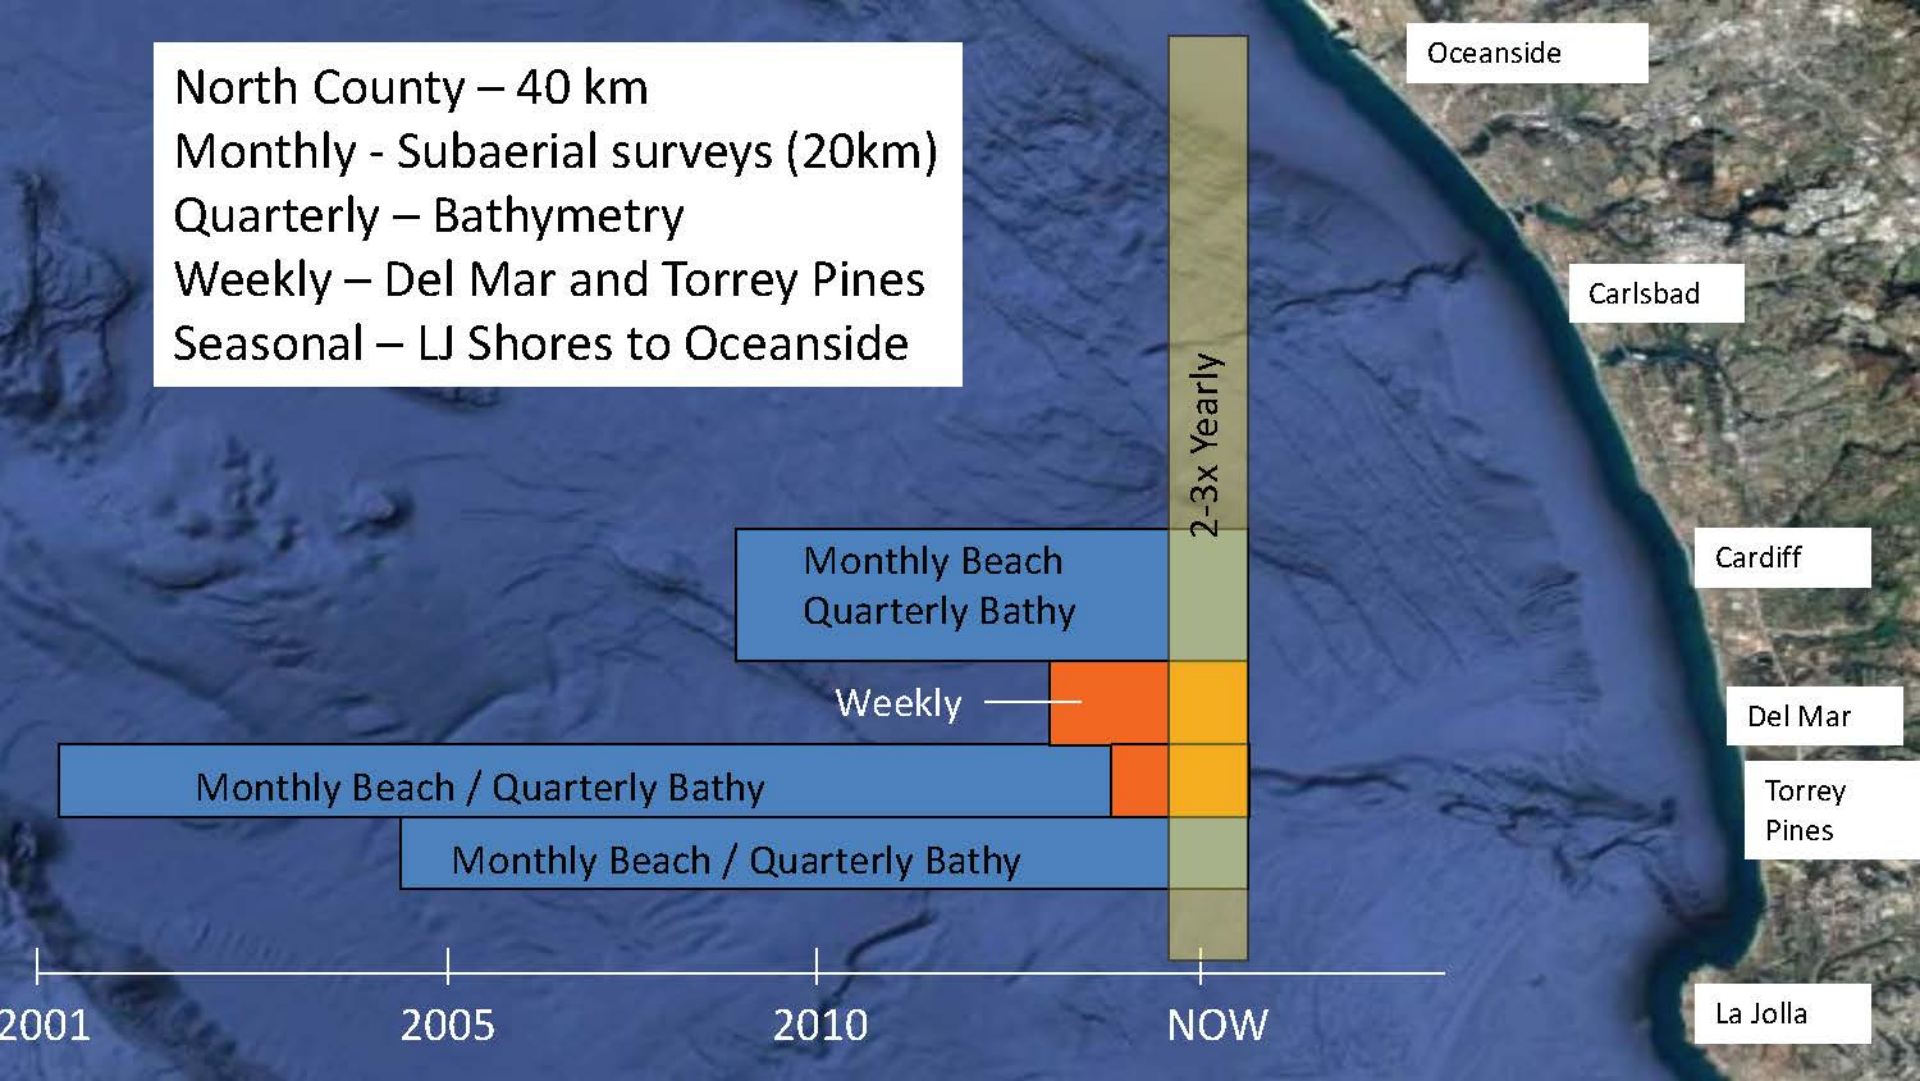 North County – 40 km
Monthly - Subaerial surveys (20km)
Quarterly – Bathymetry
Weekly – Del Mar and Torrey Pines
Seasonal – LJ Shores to Oceanside
Oceanside
Carlsbad
2-3x Yearly
Monthly Beach
Quarterly Bathy
Cardiff
Weekly
Del Mar
Monthly Beach / Quarterly Bathy
Torrey
Pines
Monthly Beach / Quarterly Bathy
2001
2005
2010
NOW
La Jolla